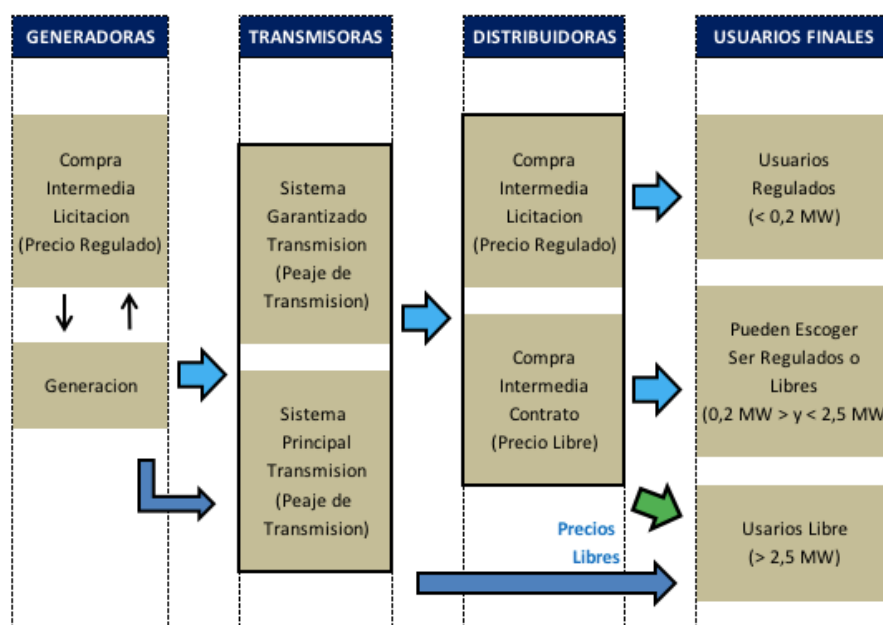 GENERADORAS
TRANSMISORAS
DISTRIBUIDORAS
USUARIOS FINALES
Compra
Intermedia
Licitacion
(Precio Regulado)
Generacion
Sistema
Garantizado
Transmision
(Peaje de
Transmision)
Sistema
Principal
Transmision
(Peaje de
Transmision)
Compra
Intermedia
Licitacion
(Precio Regulado)
Compra
Intermedia
Contrato
(Precio Libre)
Precios
Libres
Usuarios
Regulados
(< 0,2 MW)
Pueden Escoger
Ser Regulados o
Libres
(0,2 MW > y < 2,5 MW
Usarios Libre
(> 2,5 MW)